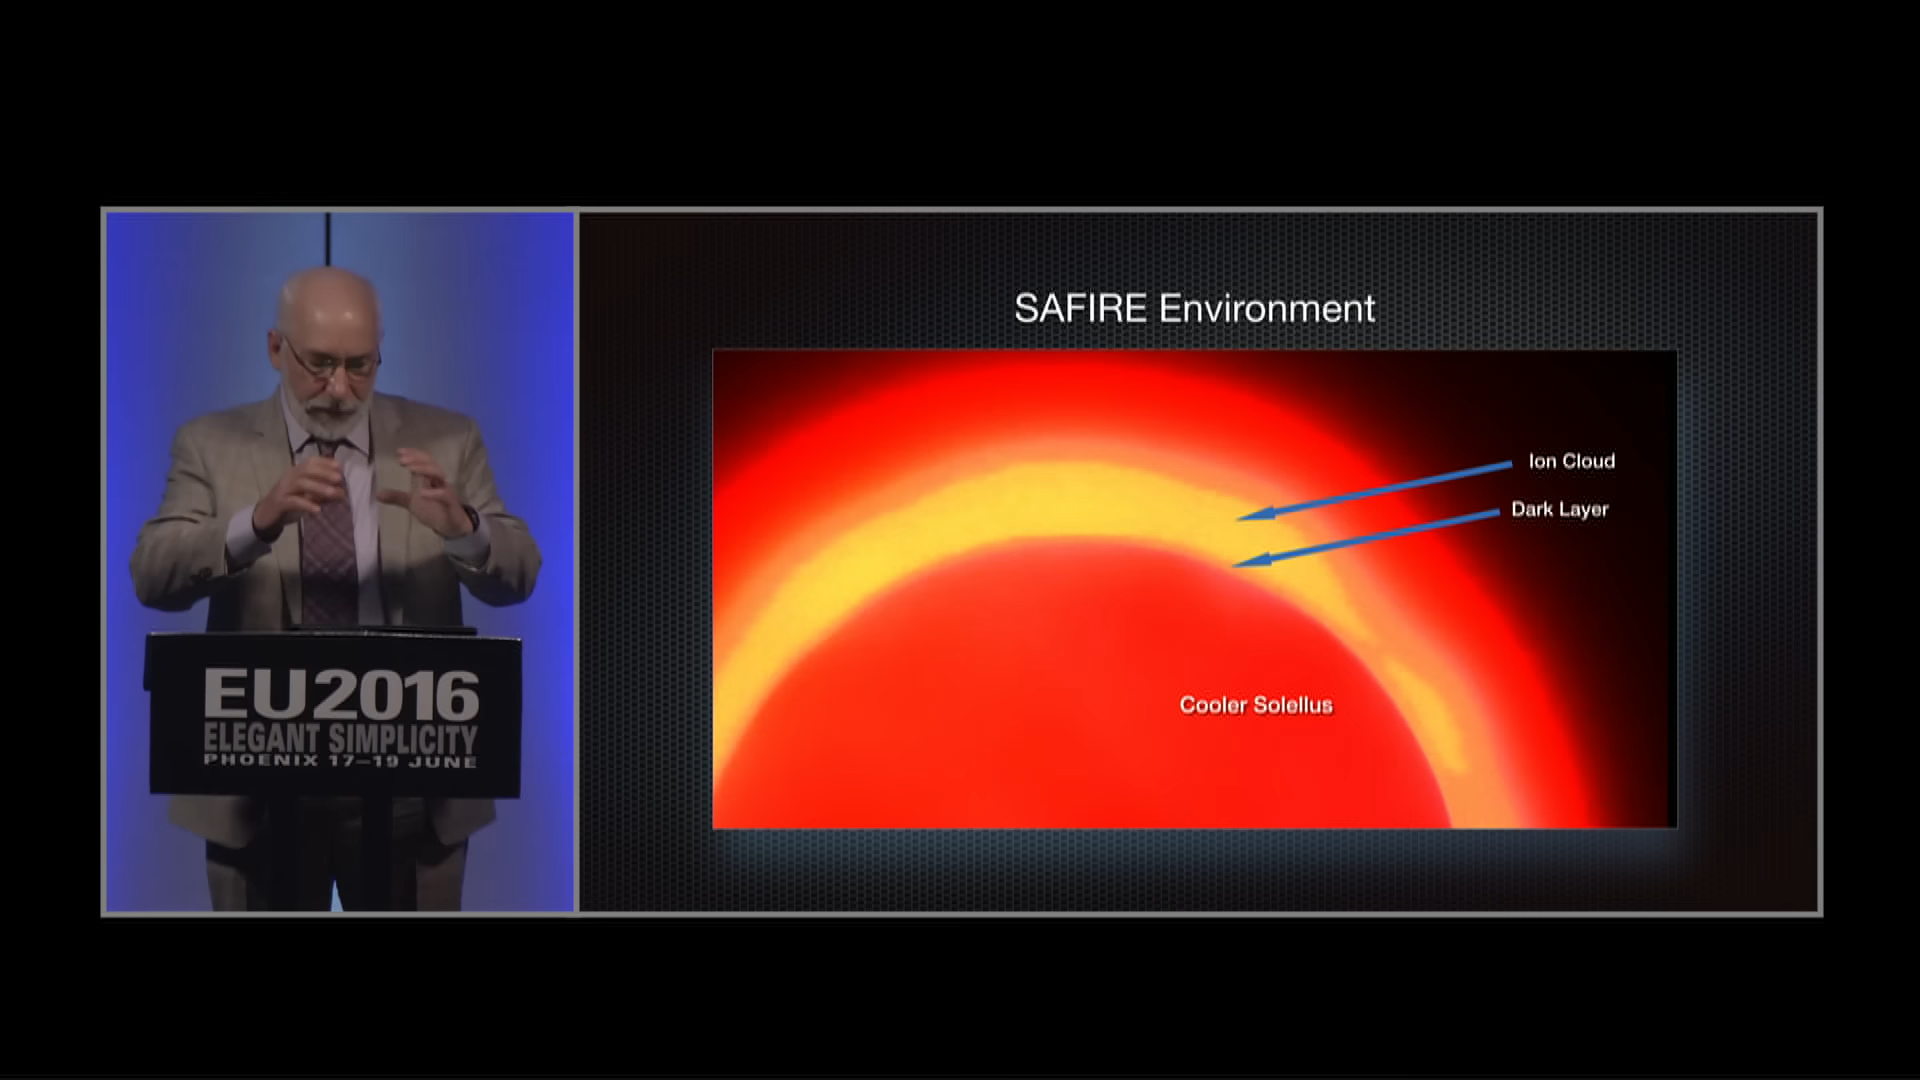 SAFIRE Environment
Ion Cloud
Dark Layer
Cooler Solellus
EU2016
ELEGANT SIMPLICITY
PHOENIX 17–19 JUNE